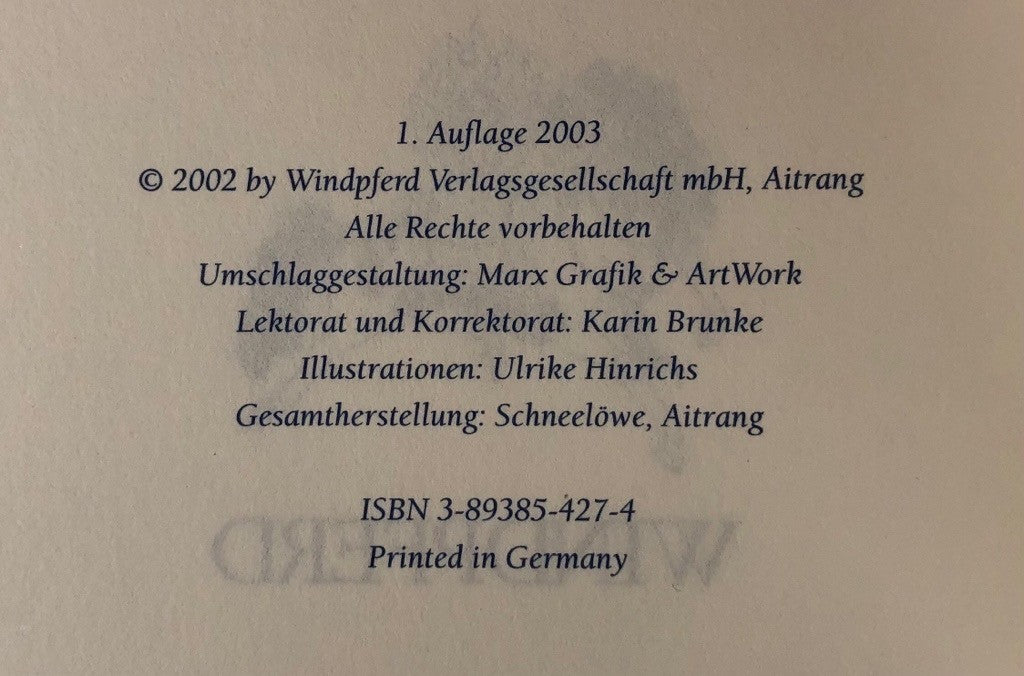 1. Auflage 2003
© 2002 by Windpferd Verlagsgesellschaft mbH, Aitrang
Alle Rechte vorbehalten
Umschlaggestaltung: Marx Grafik & ArtWork
Lektorat und Korrektorat: Karin Brunke
Illustrationen: Ulrike Hinrichs
Gesamtherstellung: Schneelöwe, Aitrang
ISBN 3-89385-427-4
Printed in Germany
WINDPFERD